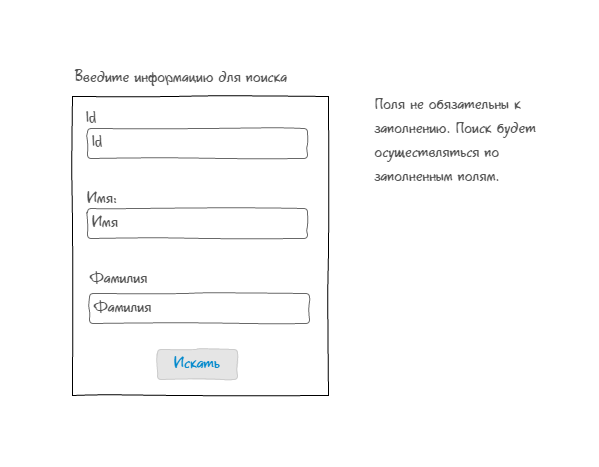 Введите информацию для поиска
Id
Id
Имя:
Имя
Фамилия
Фамилия
Искать
Поля не обязательны к
заполнению. Поиск будет
осуществляться по
заполненным полям.